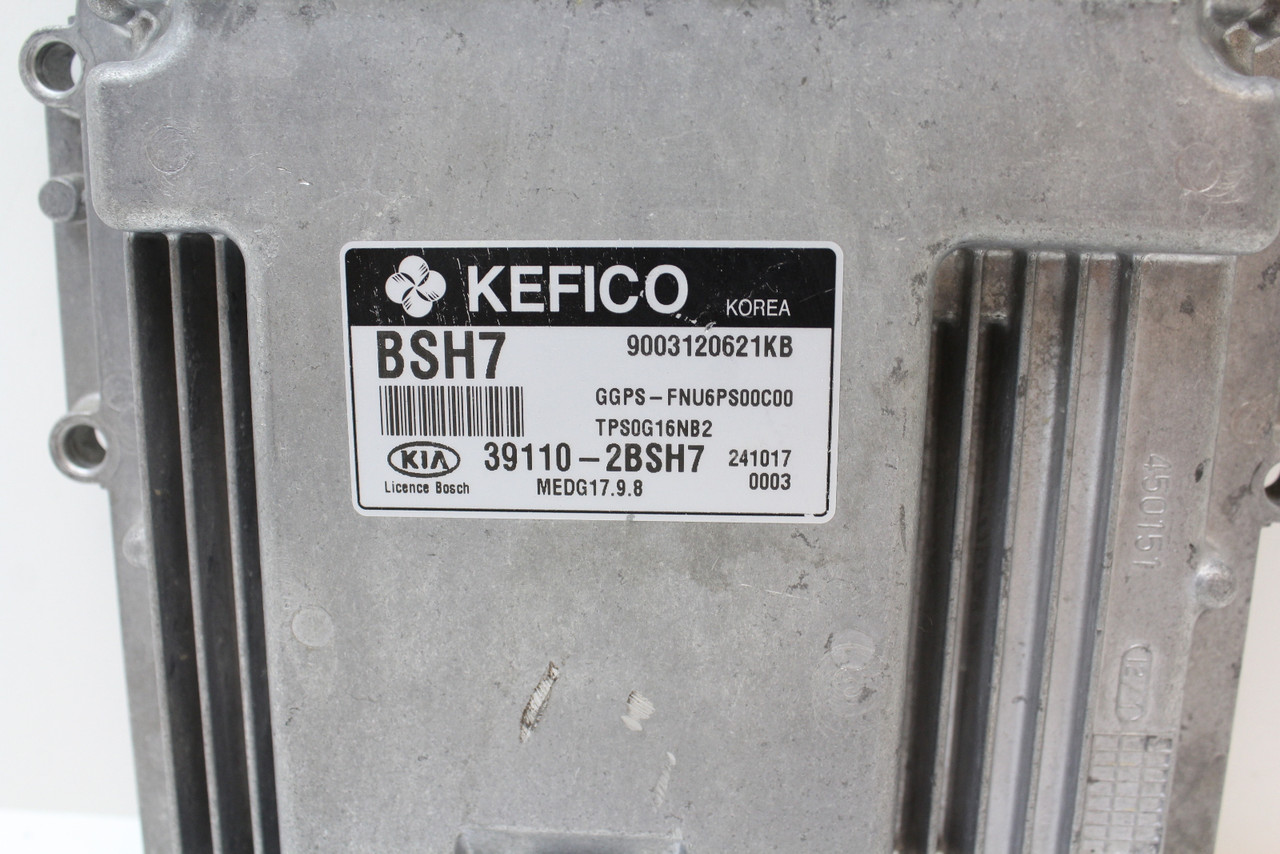 KEFICO KOREA
BSH7 9003120621KB
GGPS-FNU6PS00C00
TPS0G16NB2
KIA 39110-2BSH7 241017
Licence Bosch MEDG17.9.8 0003
450151